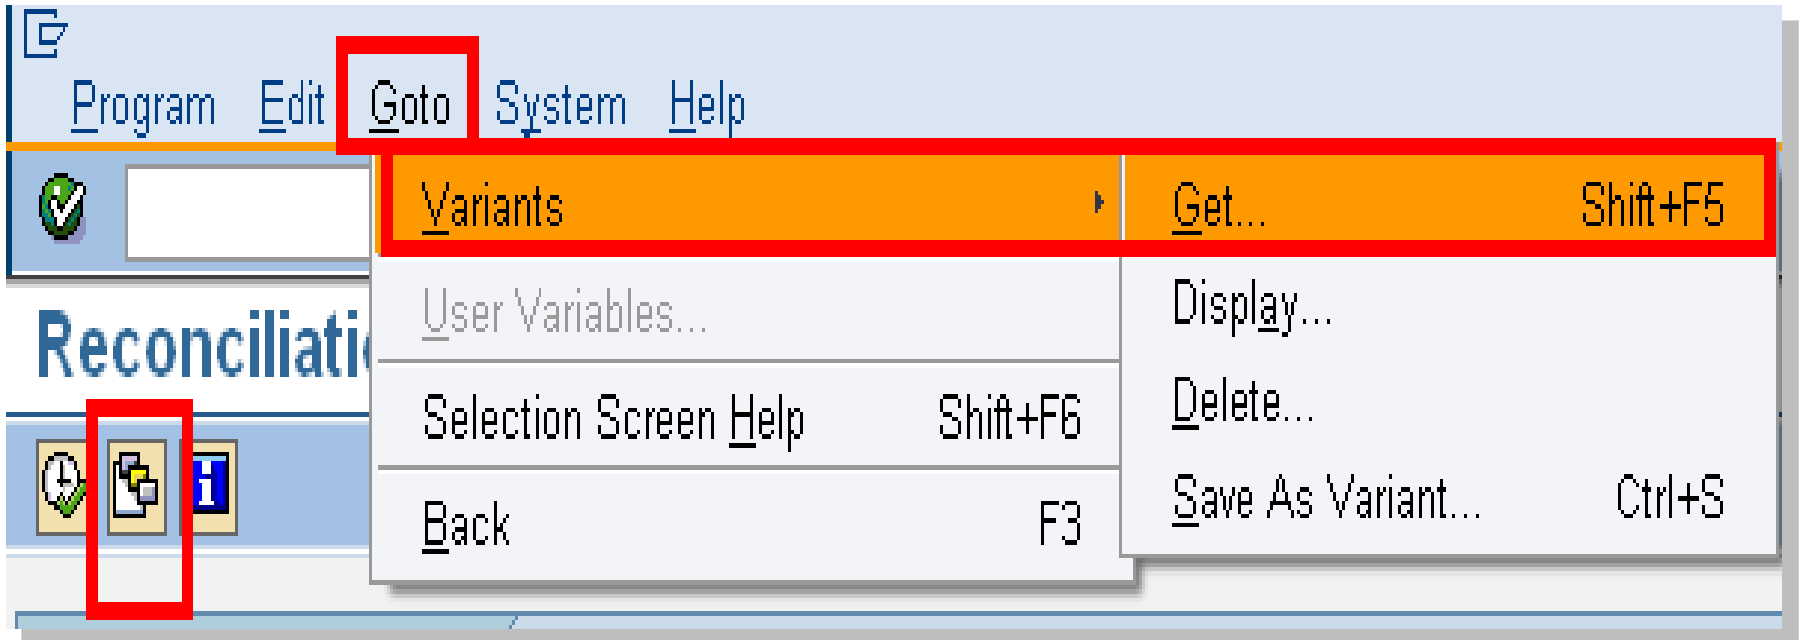 Program Edit Goto System Help
Variants Get... Shift+F5
User Variables...
Display...
Reconciliati
Selection Screen Help Shift+F6
Delete...
Save As Variant... Ctrl+S
Back F3